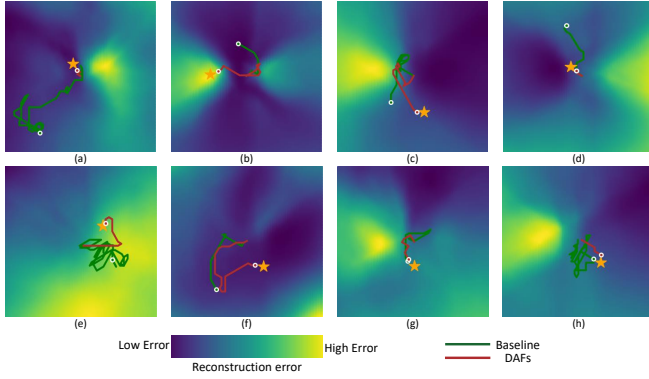 (a)
(b)
(c)
(d)
(e)
(f)
(g)
(h)
Low Error
High Error
Reconstruction error
Baseline
DAFs